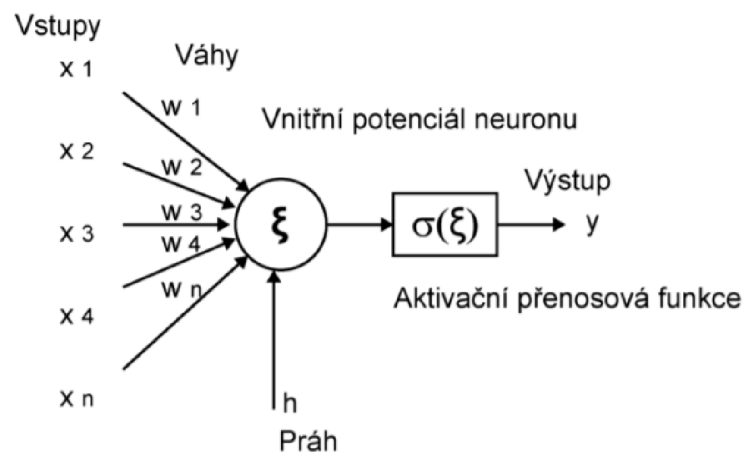 Vstupy
x 1
Váhy
w 1
Vnitřní potenciál neuronu
x 2
w 2
Výstup
w 3
x 3
ξ
σ(ξ)
y
w 4
w n
Aktivační přenosová funkce
x 4
x n
h
Práh